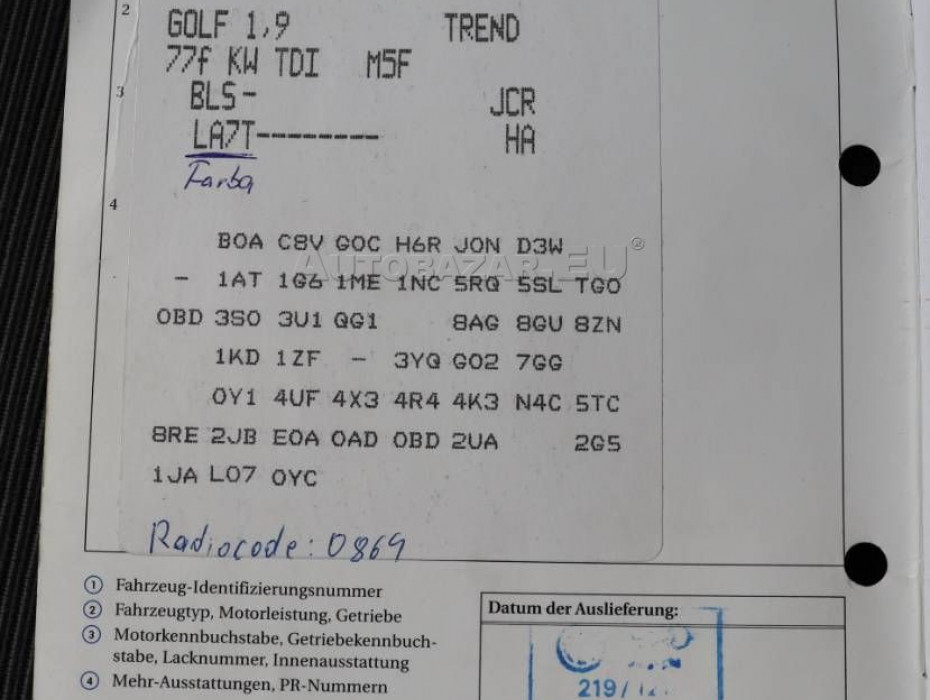 2
GOLF 1,9 TREND
77f KW TDI M5F
3
BLS- JCR
LA7T-------- HA
Farba
4
BOA C8V GOC H6R JON D3W
AUTOBAZAR.EU®
- 1AT 1G6 1ME 1NC 5RQ 5SL TGO
OBD 3SO 3U1 QG1 8AG 8GU 8ZN
1KD 1ZF - 3YQ GO2 7GG
OY1 4UF 4X3 4R4 4K3 N4C 5TC
8RE 2JB EOA OAD OBD 2UA 2G5
1JA LO7 OYC
Radiocode: 0869
① Fahrzeug-Identifizierungsnummer
② Fahrzeugtyp, Motorleistung, Getriebe
③ Motorkennbuchstabe, Getriebekennbuch-
stabe, Lacknummer, Innenausstattung
④ Mehr-Ausstattungen, PR-Nummern
Datum der Auslieferung:
219/